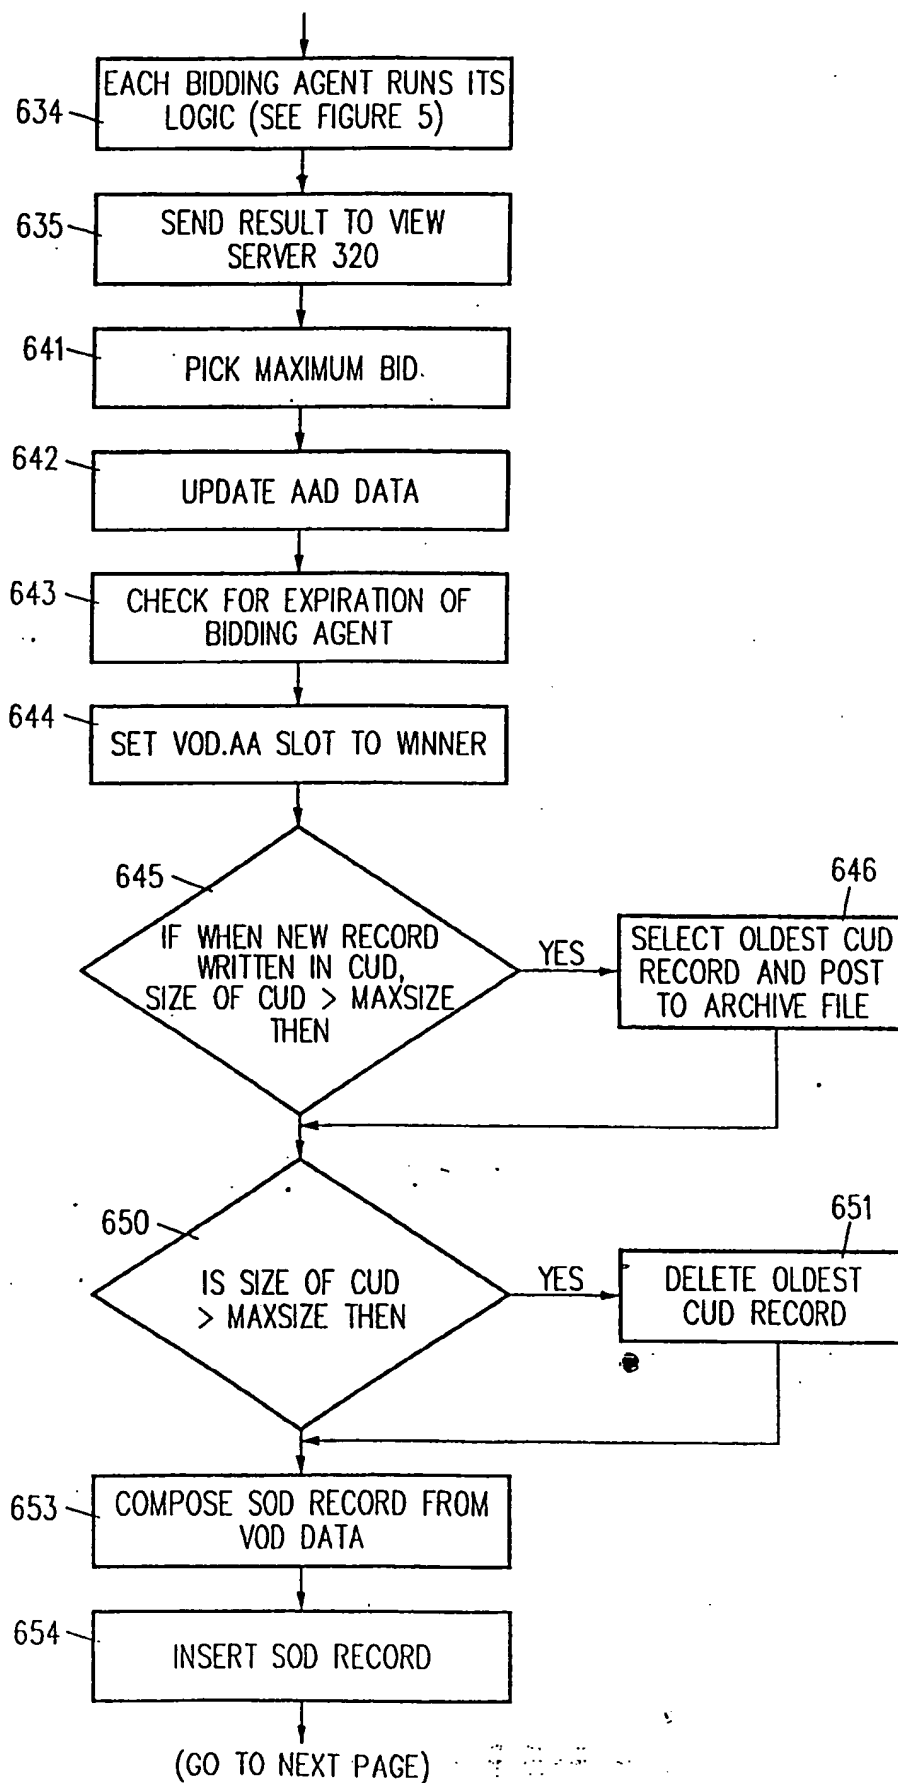 EACH BIDDING AGENT RUNS ITS
LOGIC (SEE FIGURE 5)
634
SEND RESULT TO VIEW
SERVER 320
635
641
PICK MAXIMUM BID
642
UPDATE AAD DATA
643
CHECK FOR EXPIRATION OF
BIDDING AGENT
644
SET VOD.AA SLOT TO WINNER
645
IF WHEN NEW RECORD
WRITTEN IN CUD,
SIZE OF CUD > MAXSIZE
THEN
YES
646
SELECT OLDEST CUD
RECORD AND POST
TO ARCHIVE FILE
650
IS SIZE OF CUD
> MAXSIZE THEN
YES
651
DELETE OLDEST
CUD RECORD
653
COMPOSE SOD RECORD FROM
VOD DATA
654
INSERT SOD RECORD
(GO TO NEXT PAGE)